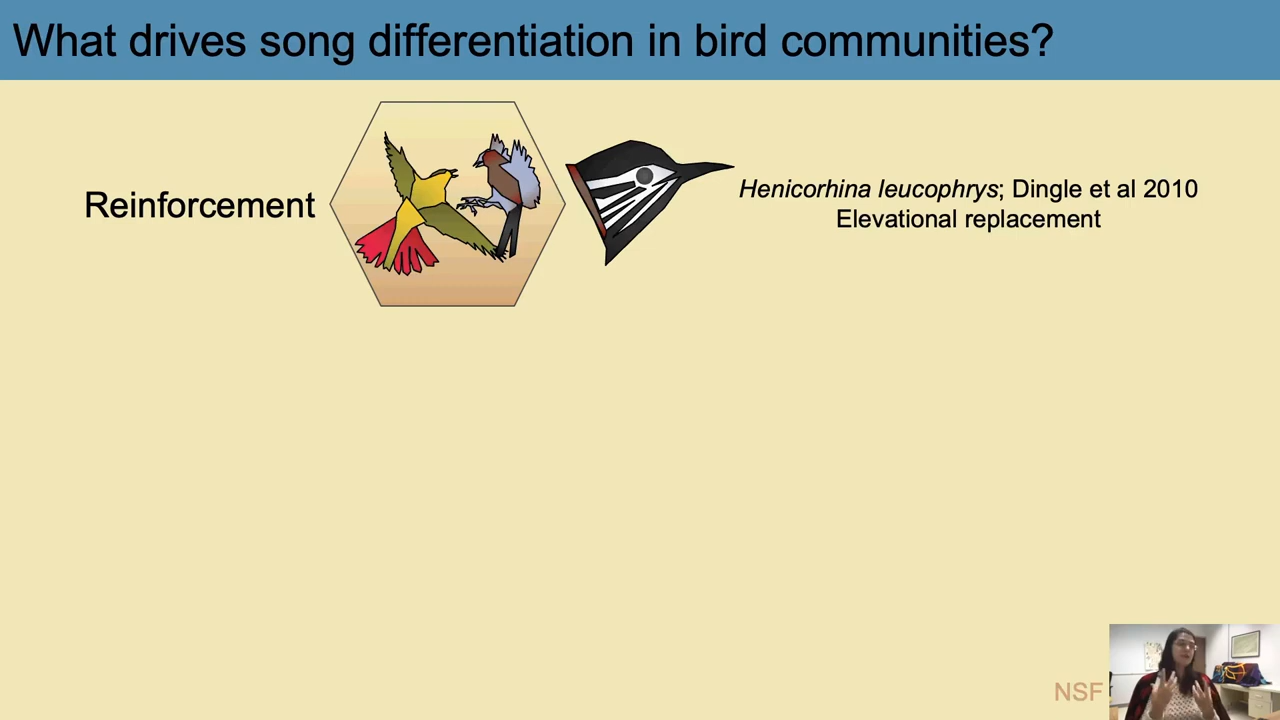 What drives song differentiation in bird communities?
Reinforcement
Henicorhina leucophrys; Dingle et al 2010
Elevational replacement
NSF